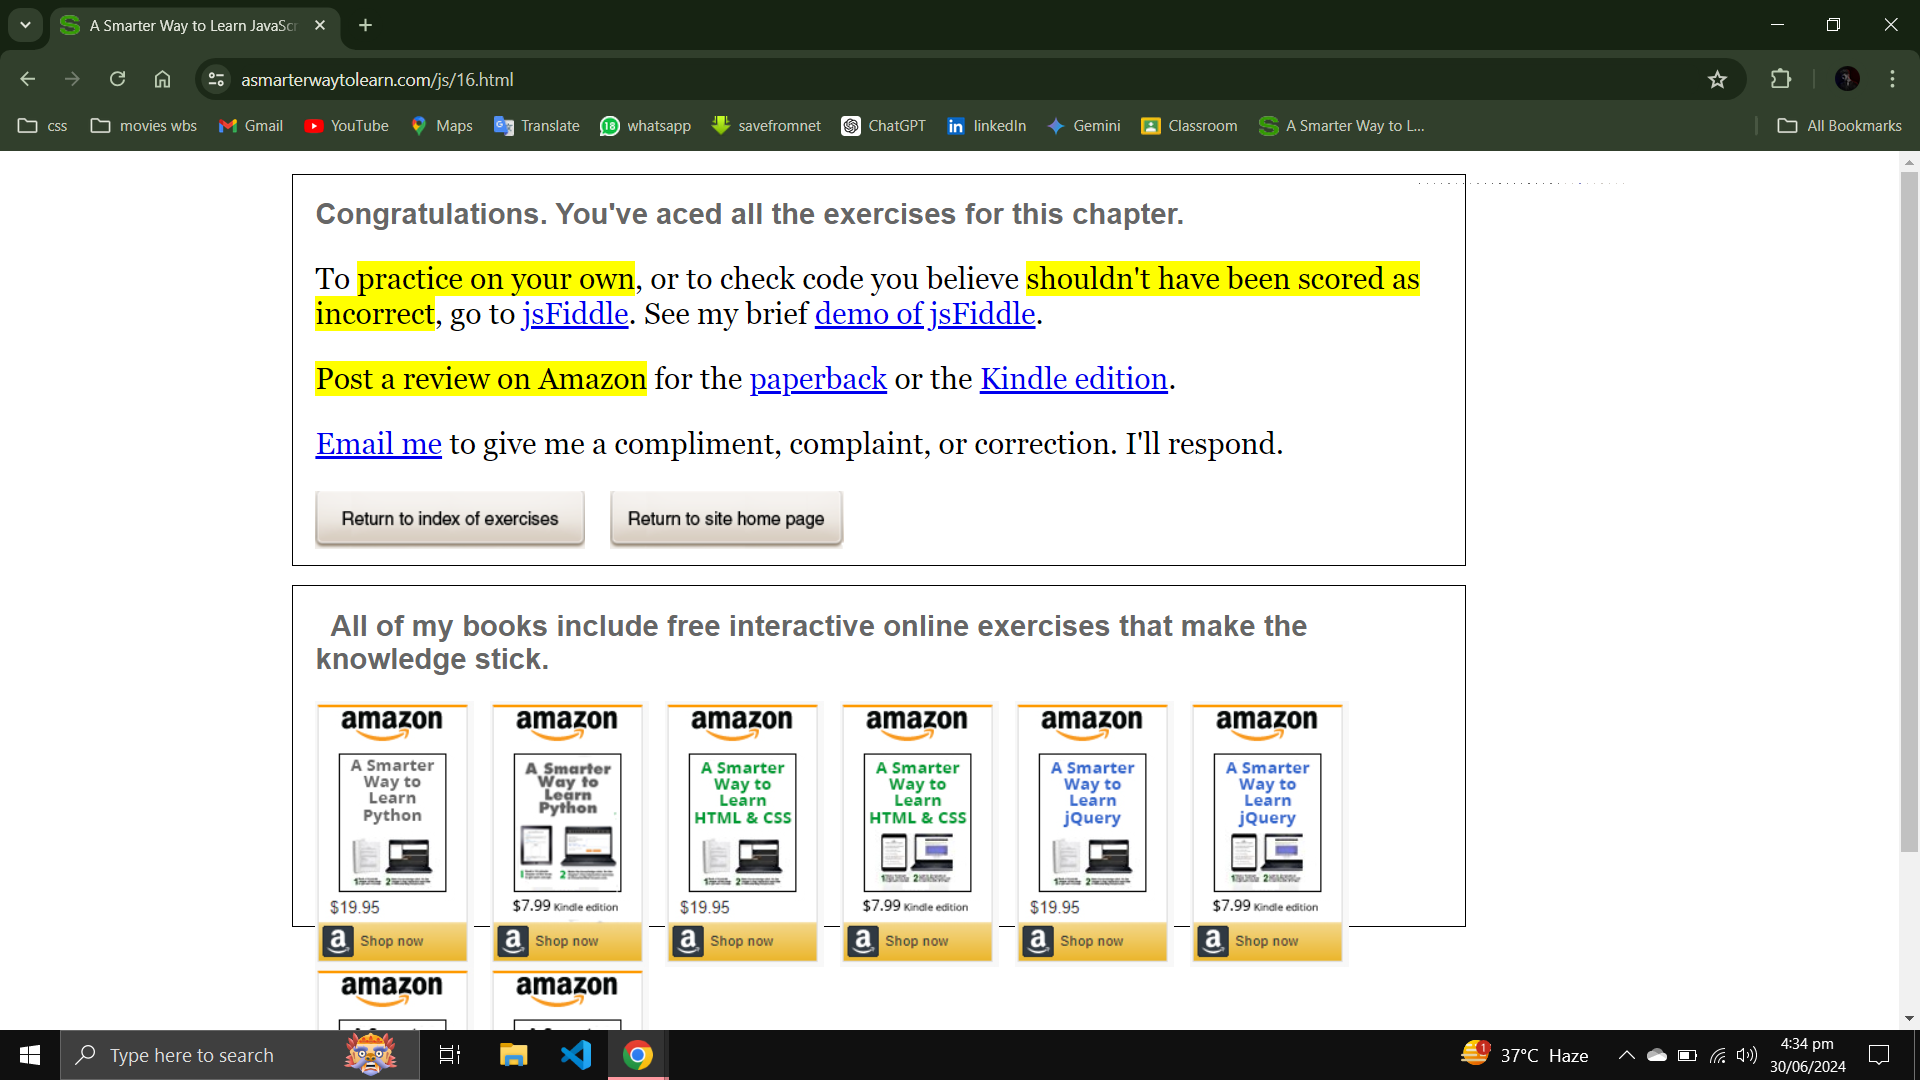 A Smarter Way to Learn JavaScr
asmarterwaytolearn.com/js/16.html
css movies wbs Gmail YouTube Maps Translate whatsapp savefromnet ChatGPT linkedIn Gemini Classroom A Smarter Way to L... All Bookmarks
Congratulations. You've aced all the exercises for this chapter.
To practice on your own, or to check code you believe shouldn't have been scored as
incorrect, go to jsFiddle. See my brief demo of jsFiddle.
Post a review on Amazon for the paperback or the Kindle edition.
Email me to give me a compliment, complaint, or correction. I'll respond.
Return to index of exercises Return to site home page
All of my books include free interactive online exercises that make the
knowledge stick.
amazon amazon amazon amazon amazon amazon
A Smarter A Smarter A Smarter A Smarter A Smarter A Smarter
Way to Way to Way to Way to Way to Way to
Learn Learn Learn Learn Learn Learn
Python Python HTML & CSS HTML & CSS jQuery jQuery
$19.95 $7.99 Kindle edition $19.95 $7.99 Kindle edition $19.95 $7.99 Kindle edition
a Shop now a Shop now a Shop now a Shop now a Shop now a Shop now
amazon amazon
Type here to search
1 37°C Haze
4:34 pm
30/06/2024